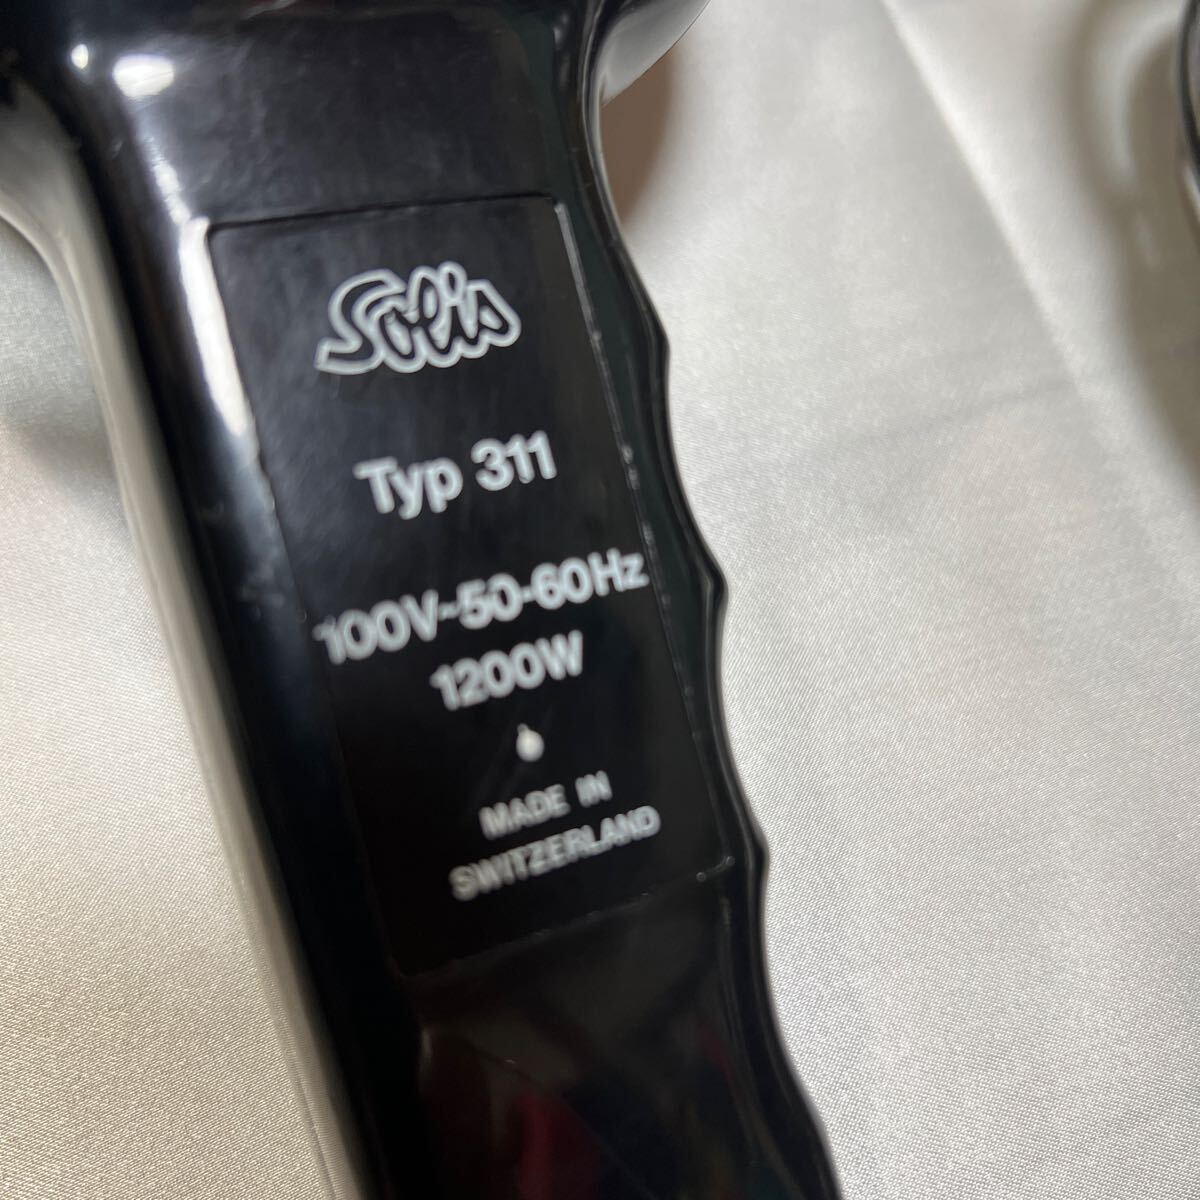 Solis
Typ 311
100V~50-60Hz
1200W
MADE IN
SWITZERLAND